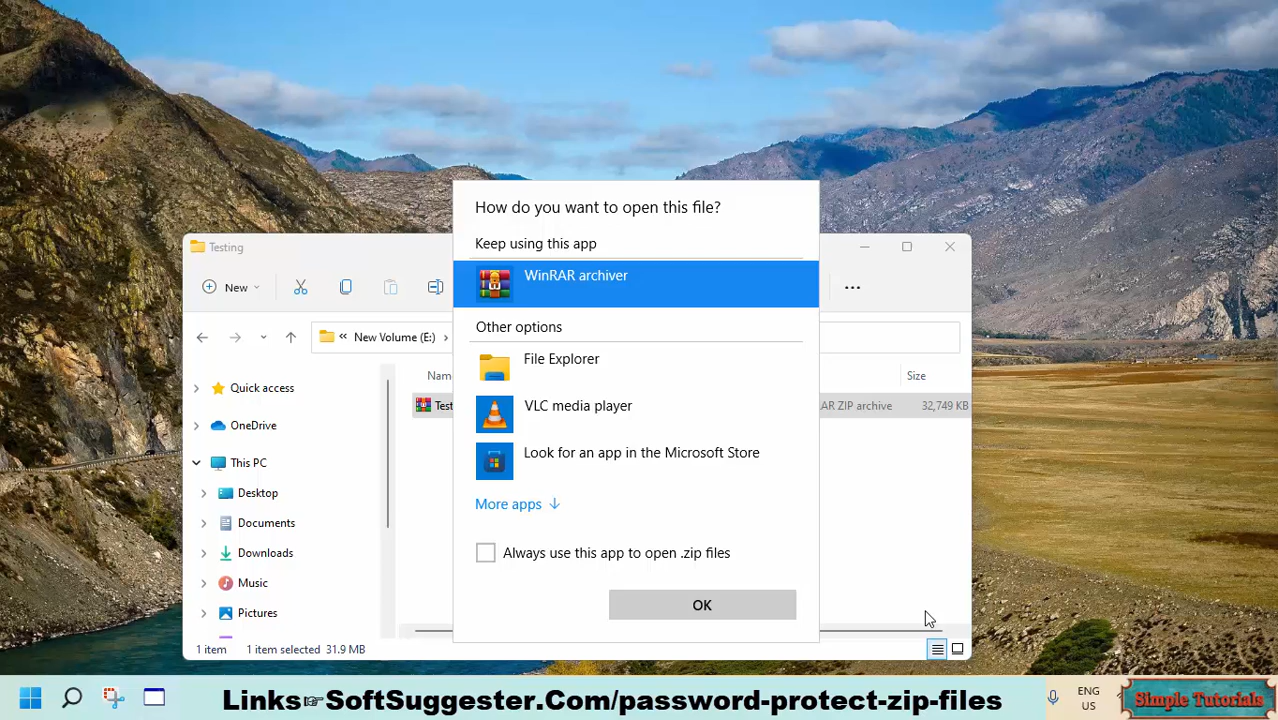 How do you want to open this file?
Keep using this app
WinRAR archiver
Other options
File Explorer
VLC media player
Look for an app in the Microsoft Store
More apps
Always use this app to open .zip files
OK
Testing
New
...
« New Volume (E:) ›
Nam
Size
Test
AR ZIP archive 32,749 KB
Quick access
OneDrive
This PC
Desktop
Documents
Downloads
Music
Pictures
1 item 1 item selected 31.9 MB
Links☞SoftSuggester.Com/password-protect-zip-files
ENG
US
Simple Tutorials